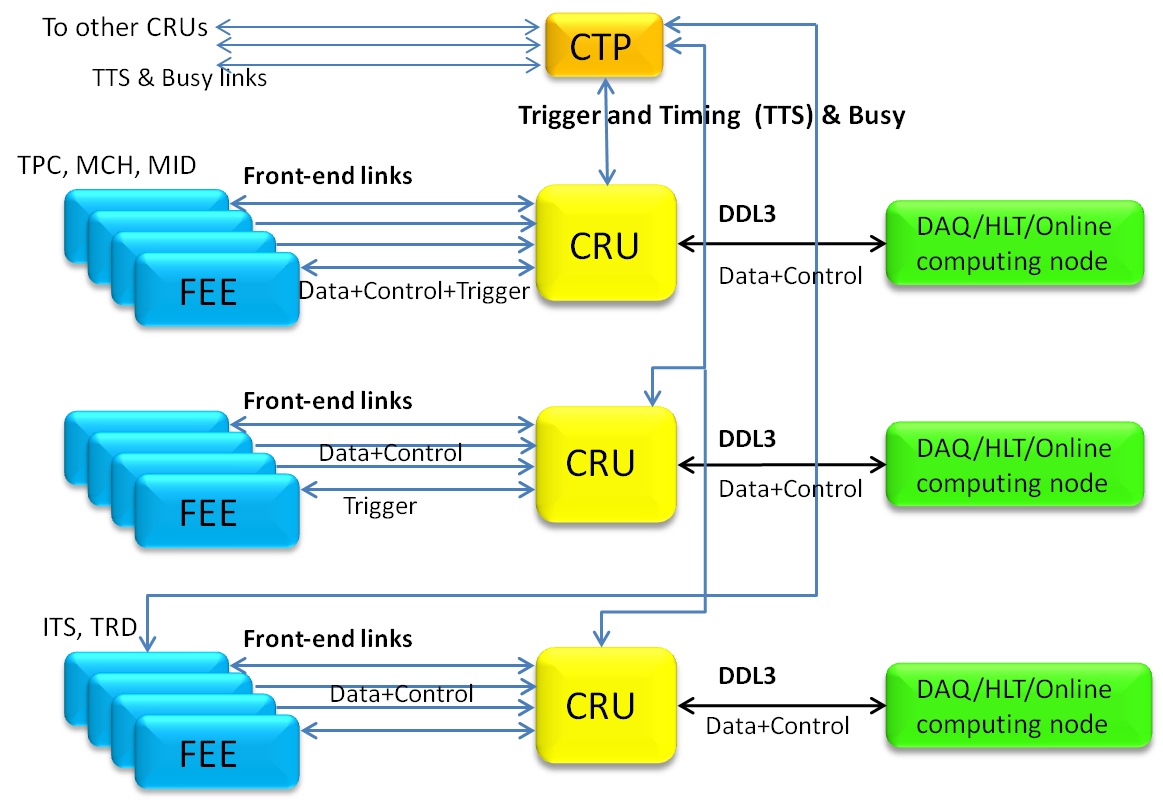 To other CRUs
CTP
TTS & Busy links
Trigger and Timing (TTS) & Busy
TPC, MCH, MID
Front-end links
FEE
Data+Control+Trigger
CRU
DDL3
Data+Control
DAQ/HLT/Online
computing node
Front-end links
Data+Control
FEE
Trigger
CRU
DDL3
Data+Control
DAQ/HLT/Online
computing node
ITS, TRD
Front-end links
Data+Control
FEE
CRU
DDL3
Data+Control
DAQ/HLT/Online
computing node